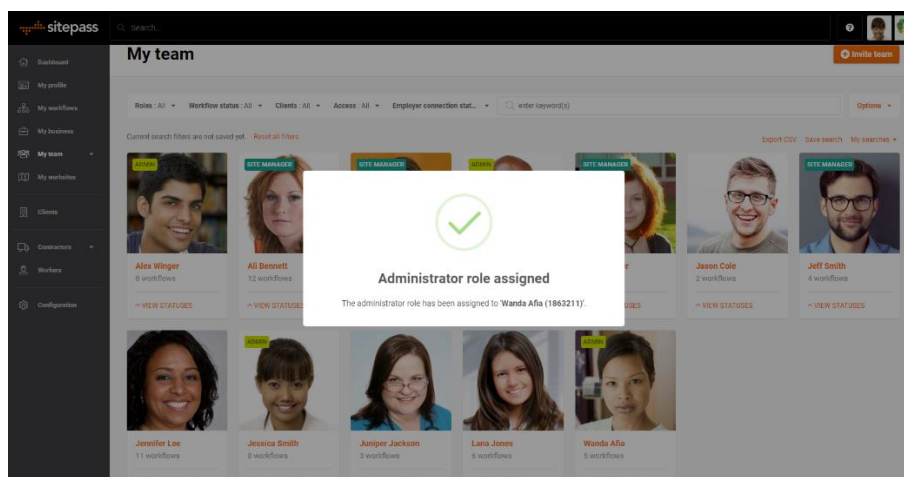 sitepass
Search...
My team
Invite team
Dashboard
My profile
My workflows
My business
My team
My worksites
Clients
Contractors
Workers
Configuration
Roles : All
Workflow status : All
Clients : All
Access : All
Employer connection stat...
enter keyword(s)
Options
Current search filters are not saved yet. Reset all filters
Export CSV Save search My searches
ADMIN
SITE MANAGER
SITE MANAGER
ADMIN
SITE MANAGER
SITE MANAGER
Alex Winger
Ali Bennett
Jason Cole
Jeff Smith
12 workflows
2 workflows
4 workflows
VIEW STATUSES
VIEW STATUSES
VIEW STATUSES
VIEW STATUSES
Administrator role assigned
The administrator role has been assigned to 'Wanda Afia (1863211)'.
ADMIN
ADMIN
Jennifer Lee
Jessica Smith
Juniper Jackson
Lana Jones
Wanda Afia
11 workflows
3 workflows
6 workflows
5 workflows